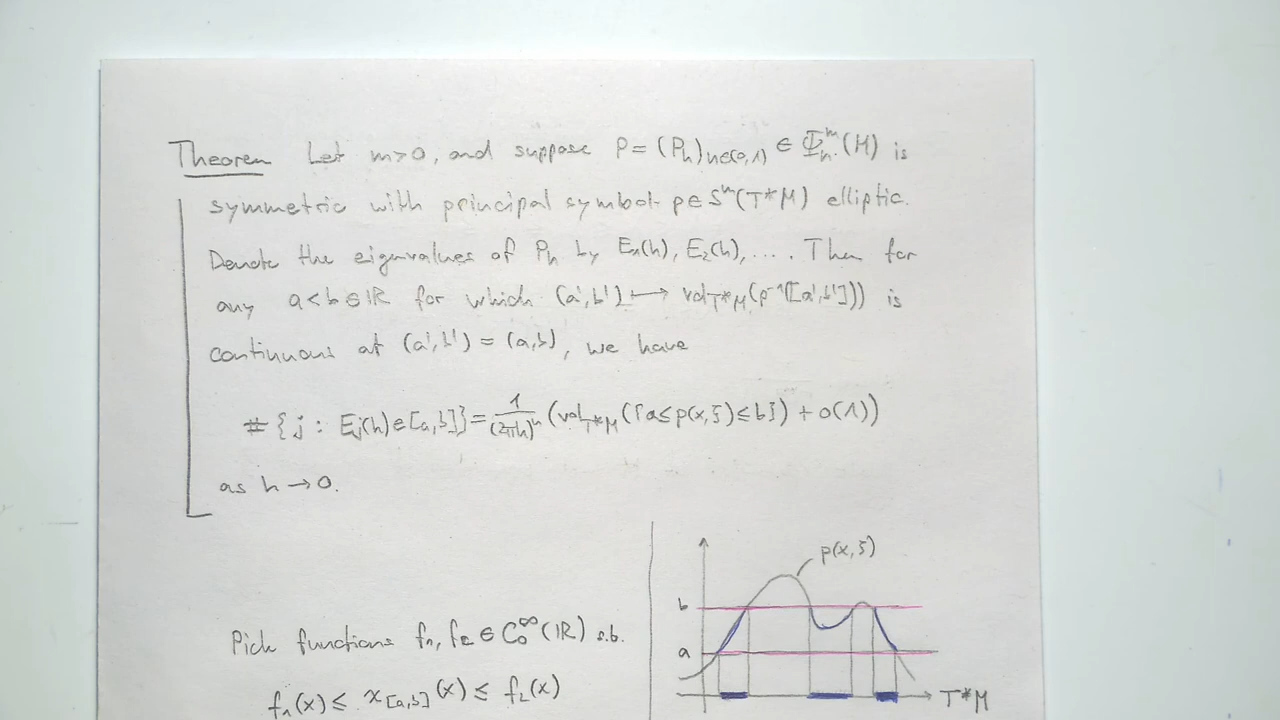 Theorem Let m>0, and suppose P = (P_h)_{h∈(0,1)} ∈ Ψ_h^m(M) is
symmetric with principal symbol p∈S^m(T*M) elliptic.
Denote the eigenvalues of P_h by E_1(h), E_2(h), .... Then for
any a<b∈ℝ for which (a',b') ⟼ vol_{T*M}(p^{-1}([a',b'])) is
continuous at (a',b') = (a,b), we have
#{j : E_j(h)∈[a,b]} = 1/(2πh)^n (vol_{T*M}({a≤p(x,ξ)≤b}) + o(1))
as h→0.
p(x,ξ)
b
a
T*M
Pick functions f_1, f_2 ∈ C_0^∞(ℝ) s.t.
f_1(x) ≤ χ_{[a,b]}(x) ≤ f_2(x)